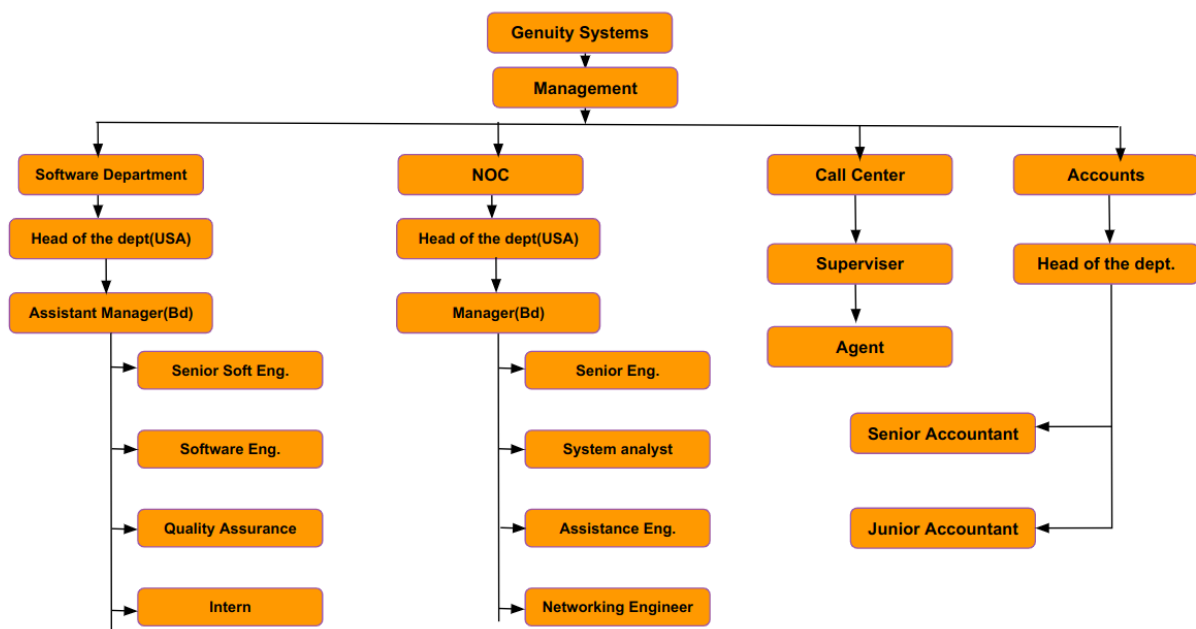 Genuity Systems
Management
Software Department
NOC
Call Center
Accounts
Head of the dept(USA)
Head of the dept(USA)
Superviser
Head of the dept.
Assistant Manager(Bd)
Manager(Bd)
Agent
Senior Soft Eng.
Senior Eng.
Senior Accountant
Software Eng.
System analyst
Quality Assurance
Assistance Eng.
Junior Accountant
Intern
Networking Engineer